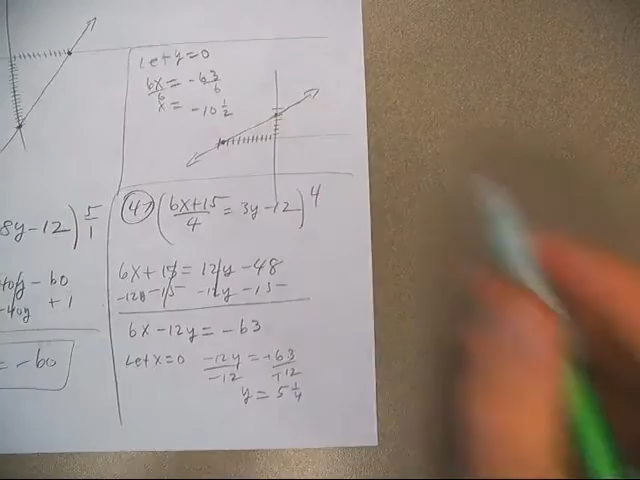 Let y=0
6x/6 = -63/6
x = -10 1/2
8y-12) 5/1
-60
-40y +1
= -60
47 ( (6x+15)/4 = 3y-12 ) 4
6x+15 = 12y -48
-12y -15 -12y -15
6x -12y = -63
Let x=0 -12y/-12 = -63/-12
y = 5 1/4